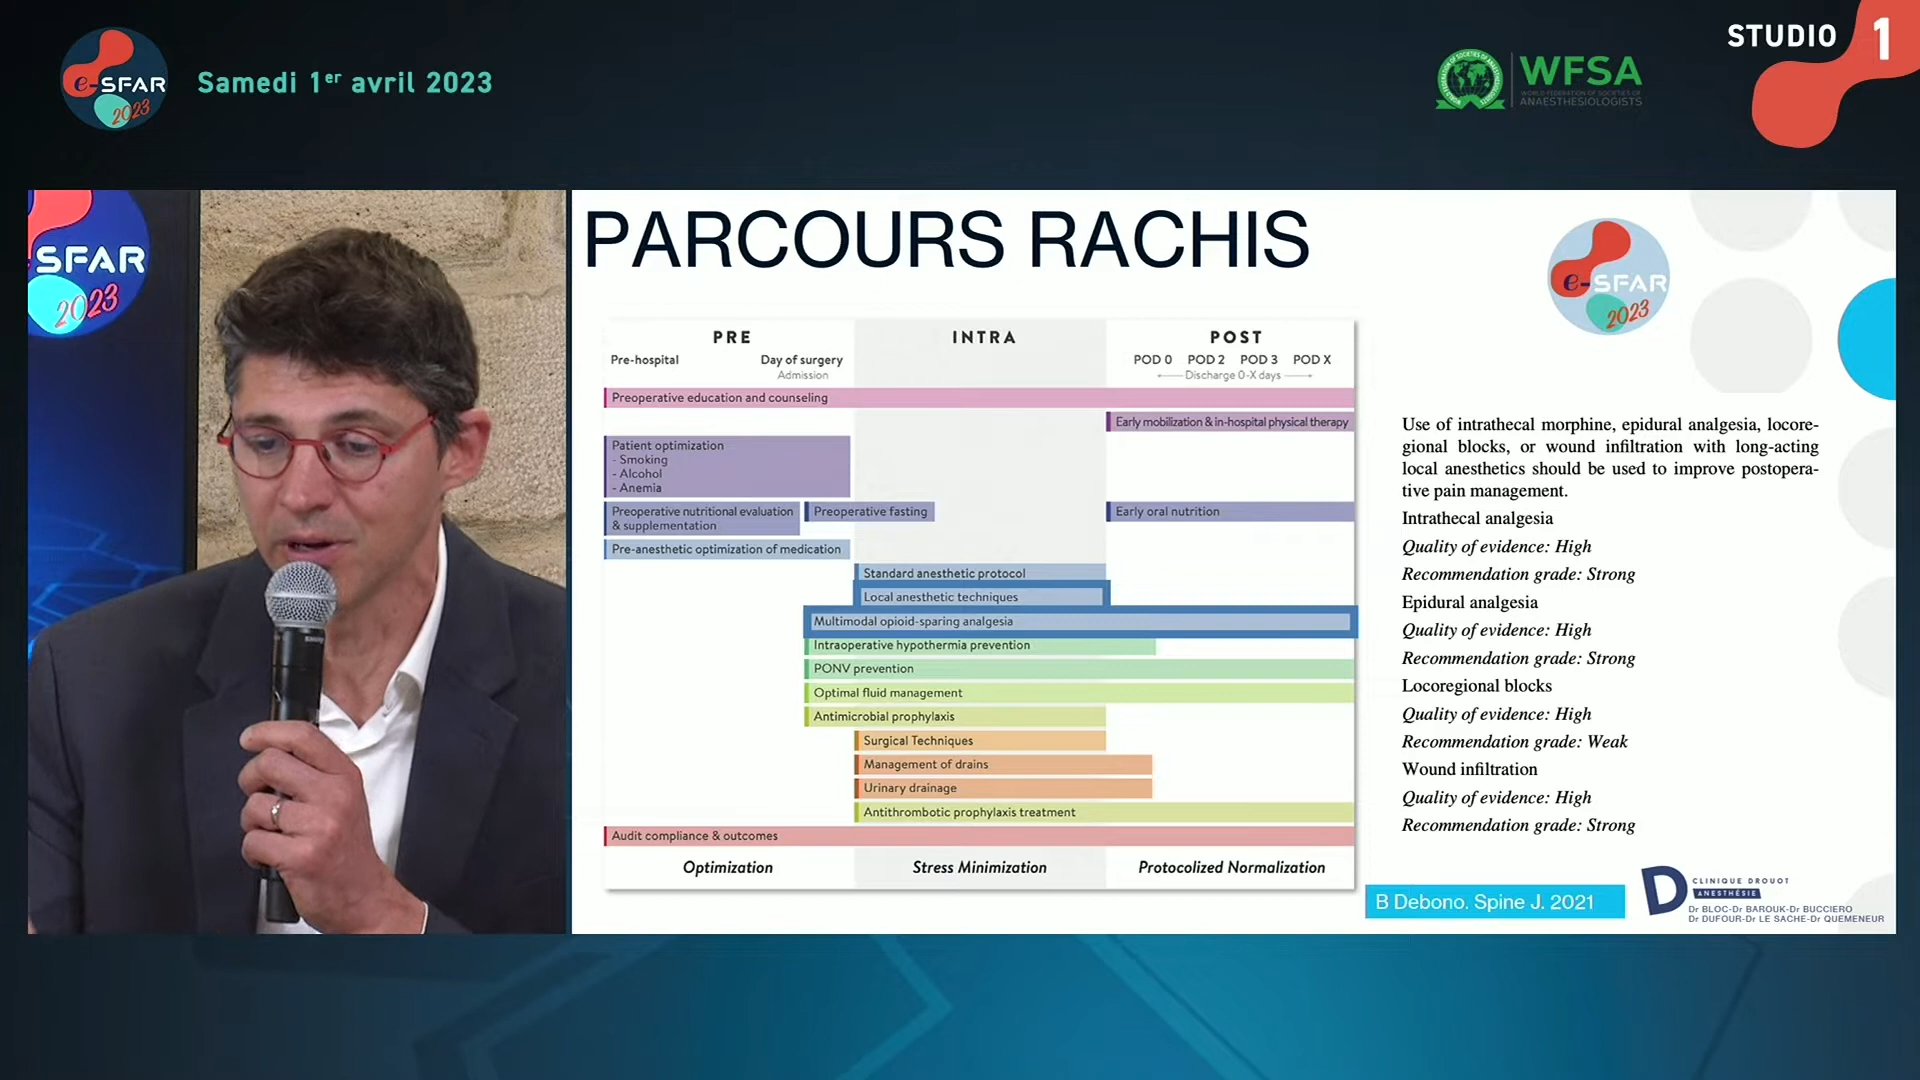 e-SFAR
2023
Samedi 1er avril 2023
WFSA
WORLD FEDERATION OF SOCIETIES OF
ANAESTHESIOLOGISTS
STUDIO 1
SFAR
2023
PARCOURS RACHIS
e-SFAR
2023
PRE
INTRA
POST
Pre-hospital
Day of surgery
Admission
POD 0 POD 2 POD 3 POD X
Discharge 0-X days
Preoperative education and counseling
Early mobilization & in-hospital physical therapy
Patient optimization
- Smoking
- Alcohol
- Anemia
Preoperative nutritional evaluation
& supplementation
Preoperative fasting
Early oral nutrition
Pre-anesthetic optimization of medication
Standard anesthetic protocol
Local anesthetic techniques
Multimodal opioid-sparing analgesia
Intraoperative hypothermia prevention
PONV prevention
Optimal fluid management
Antimicrobial prophylaxis
Surgical Techniques
Management of drains
Urinary drainage
Antithrombotic prophylaxis treatment
Audit compliance & outcomes
Optimization
Stress Minimization
Protocolized Normalization
Use of intrathecal morphine, epidural analgesia, locore-
gional blocks, or wound infiltration with long-acting
local anesthetics should be used to improve postopera-
tive pain management.
Intrathecal analgesia
Quality of evidence: High
Recommendation grade: Strong
Epidural analgesia
Quality of evidence: High
Recommendation grade: Strong
Locoregional blocks
Quality of evidence: High
Recommendation grade: Weak
Wound infiltration
Quality of evidence: High
Recommendation grade: Strong
B Debono. Spine J. 2021
D
CLINIQUE DROUOT
ANESTHÉSIE
Dr BLOC-Dr BAROUK-Dr BUCCIERO
Dr DUFOUR-Dr LE SACHE-Dr QUEMENEUR